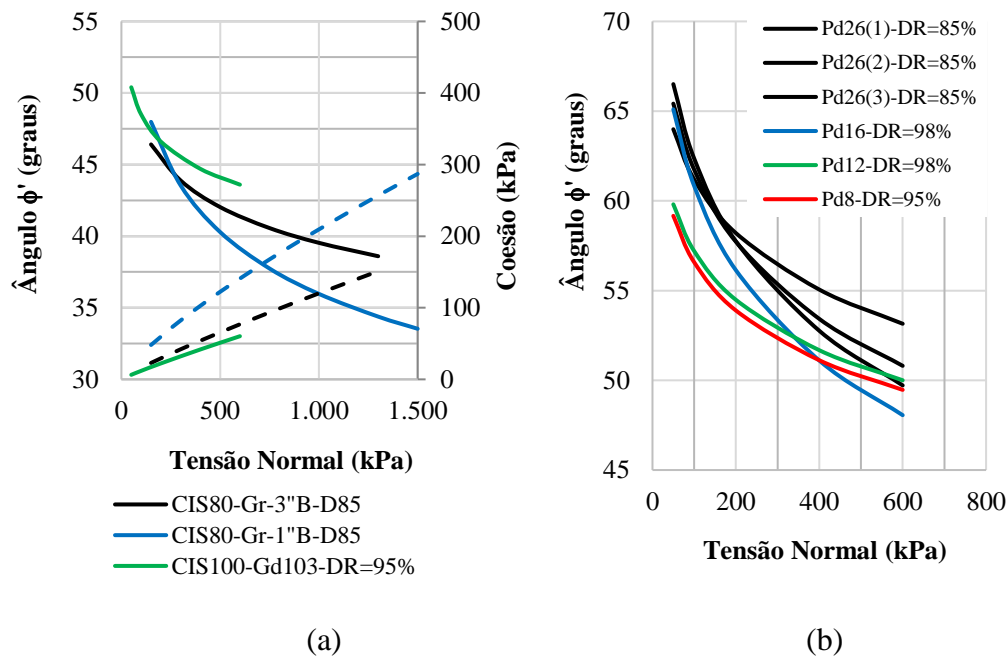 55
50
45
40
35
30
Ângulo ϕ' (graus)
500
400
300
200
100
0
Coesão (kPa)
0
500
1.000
1.500
Tensão Normal (kPa)
CIS80-Gr-3"B-D85
CIS80-Gr-1"B-D85
CIS100-Gd103-DR=95%
(a)
70
65
60
55
50
45
Ângulo ϕ' (graus)
Pd26(1)-DR=85%
Pd26(2)-DR=85%
Pd26(3)-DR=85%
Pd16-DR=98%
Pd12-DR=98%
Pd8-DR=95%
0
200
400
600
800
Tensão Normal (kPa)
(b)